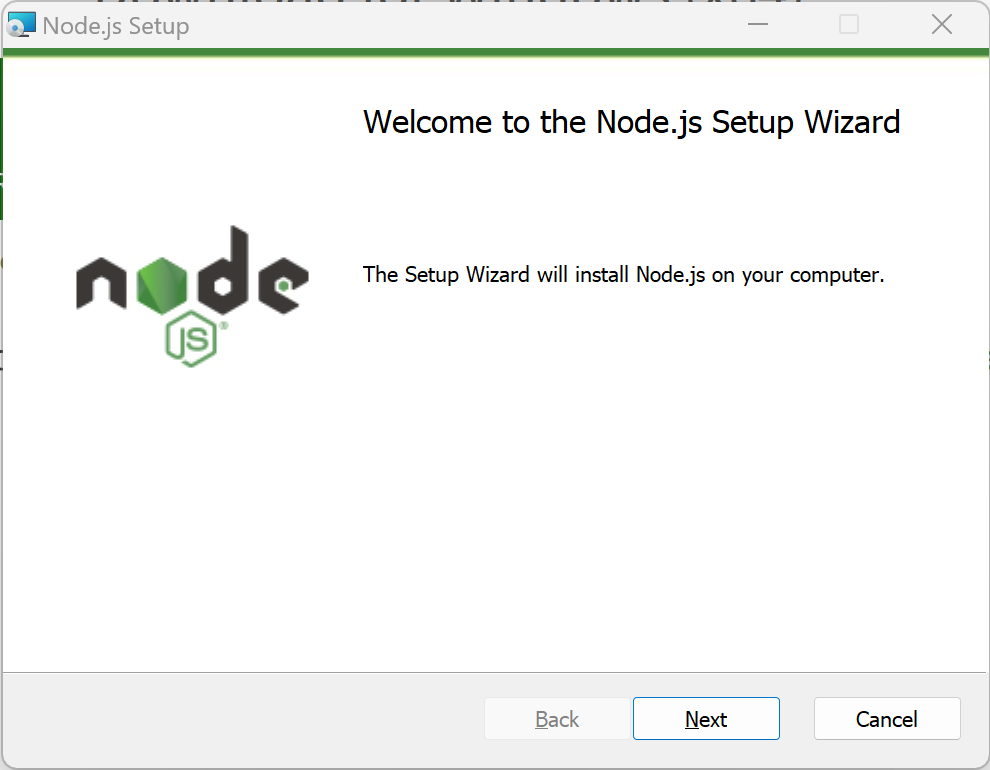 Node.js Setup
Welcome to the Node.js Setup Wizard
node
JS®
The Setup Wizard will install Node.js on your computer.
Back
Next
Cancel